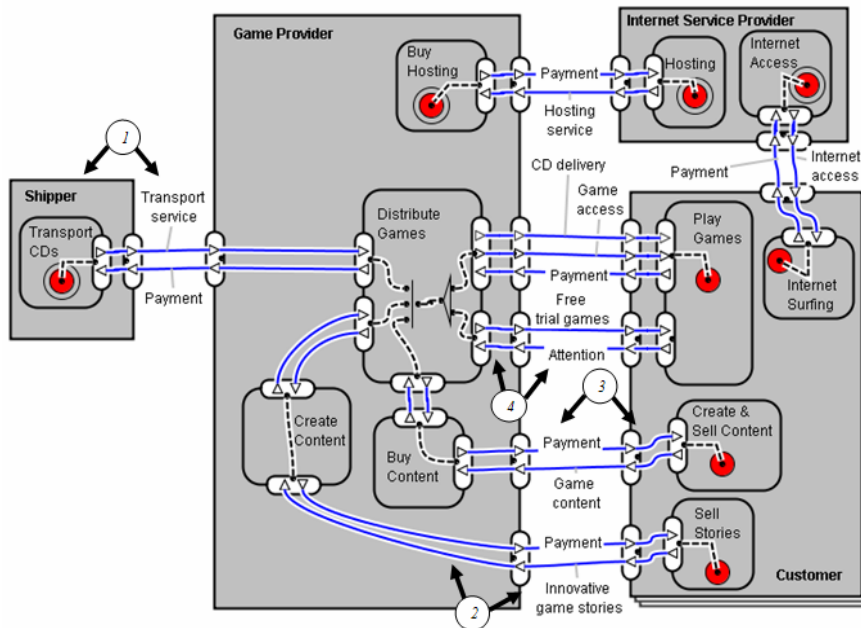 Game Provider
Internet Service Provider
Buy
Hosting
Payment
Hosting
service
Hosting
Internet
Access
1
Shipper
Transport
CDs
Transport
service
Payment
Distribute
Games
CD delivery
Game
access
Payment
Free
trial games
Attention
Payment
Internet
access
Play
Games
Internet
Surfing
4
3
Create
Content
Buy
Content
Payment
Game
content
Create &
Sell Content
Payment
Innovative
game stories
Sell
Stories
2
Customer